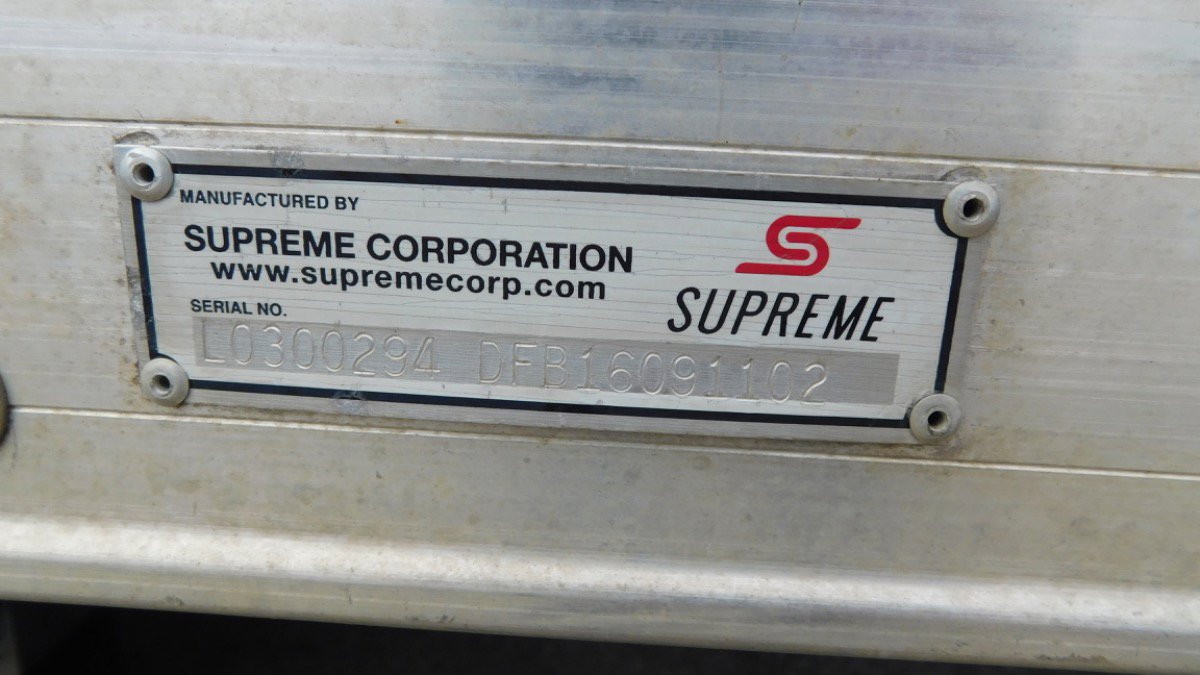 MANUFACTURED BY
SUPREME CORPORATION
www.supremecorp.com
SUPREME
SERIAL NO.
L0300294 DFB16091102